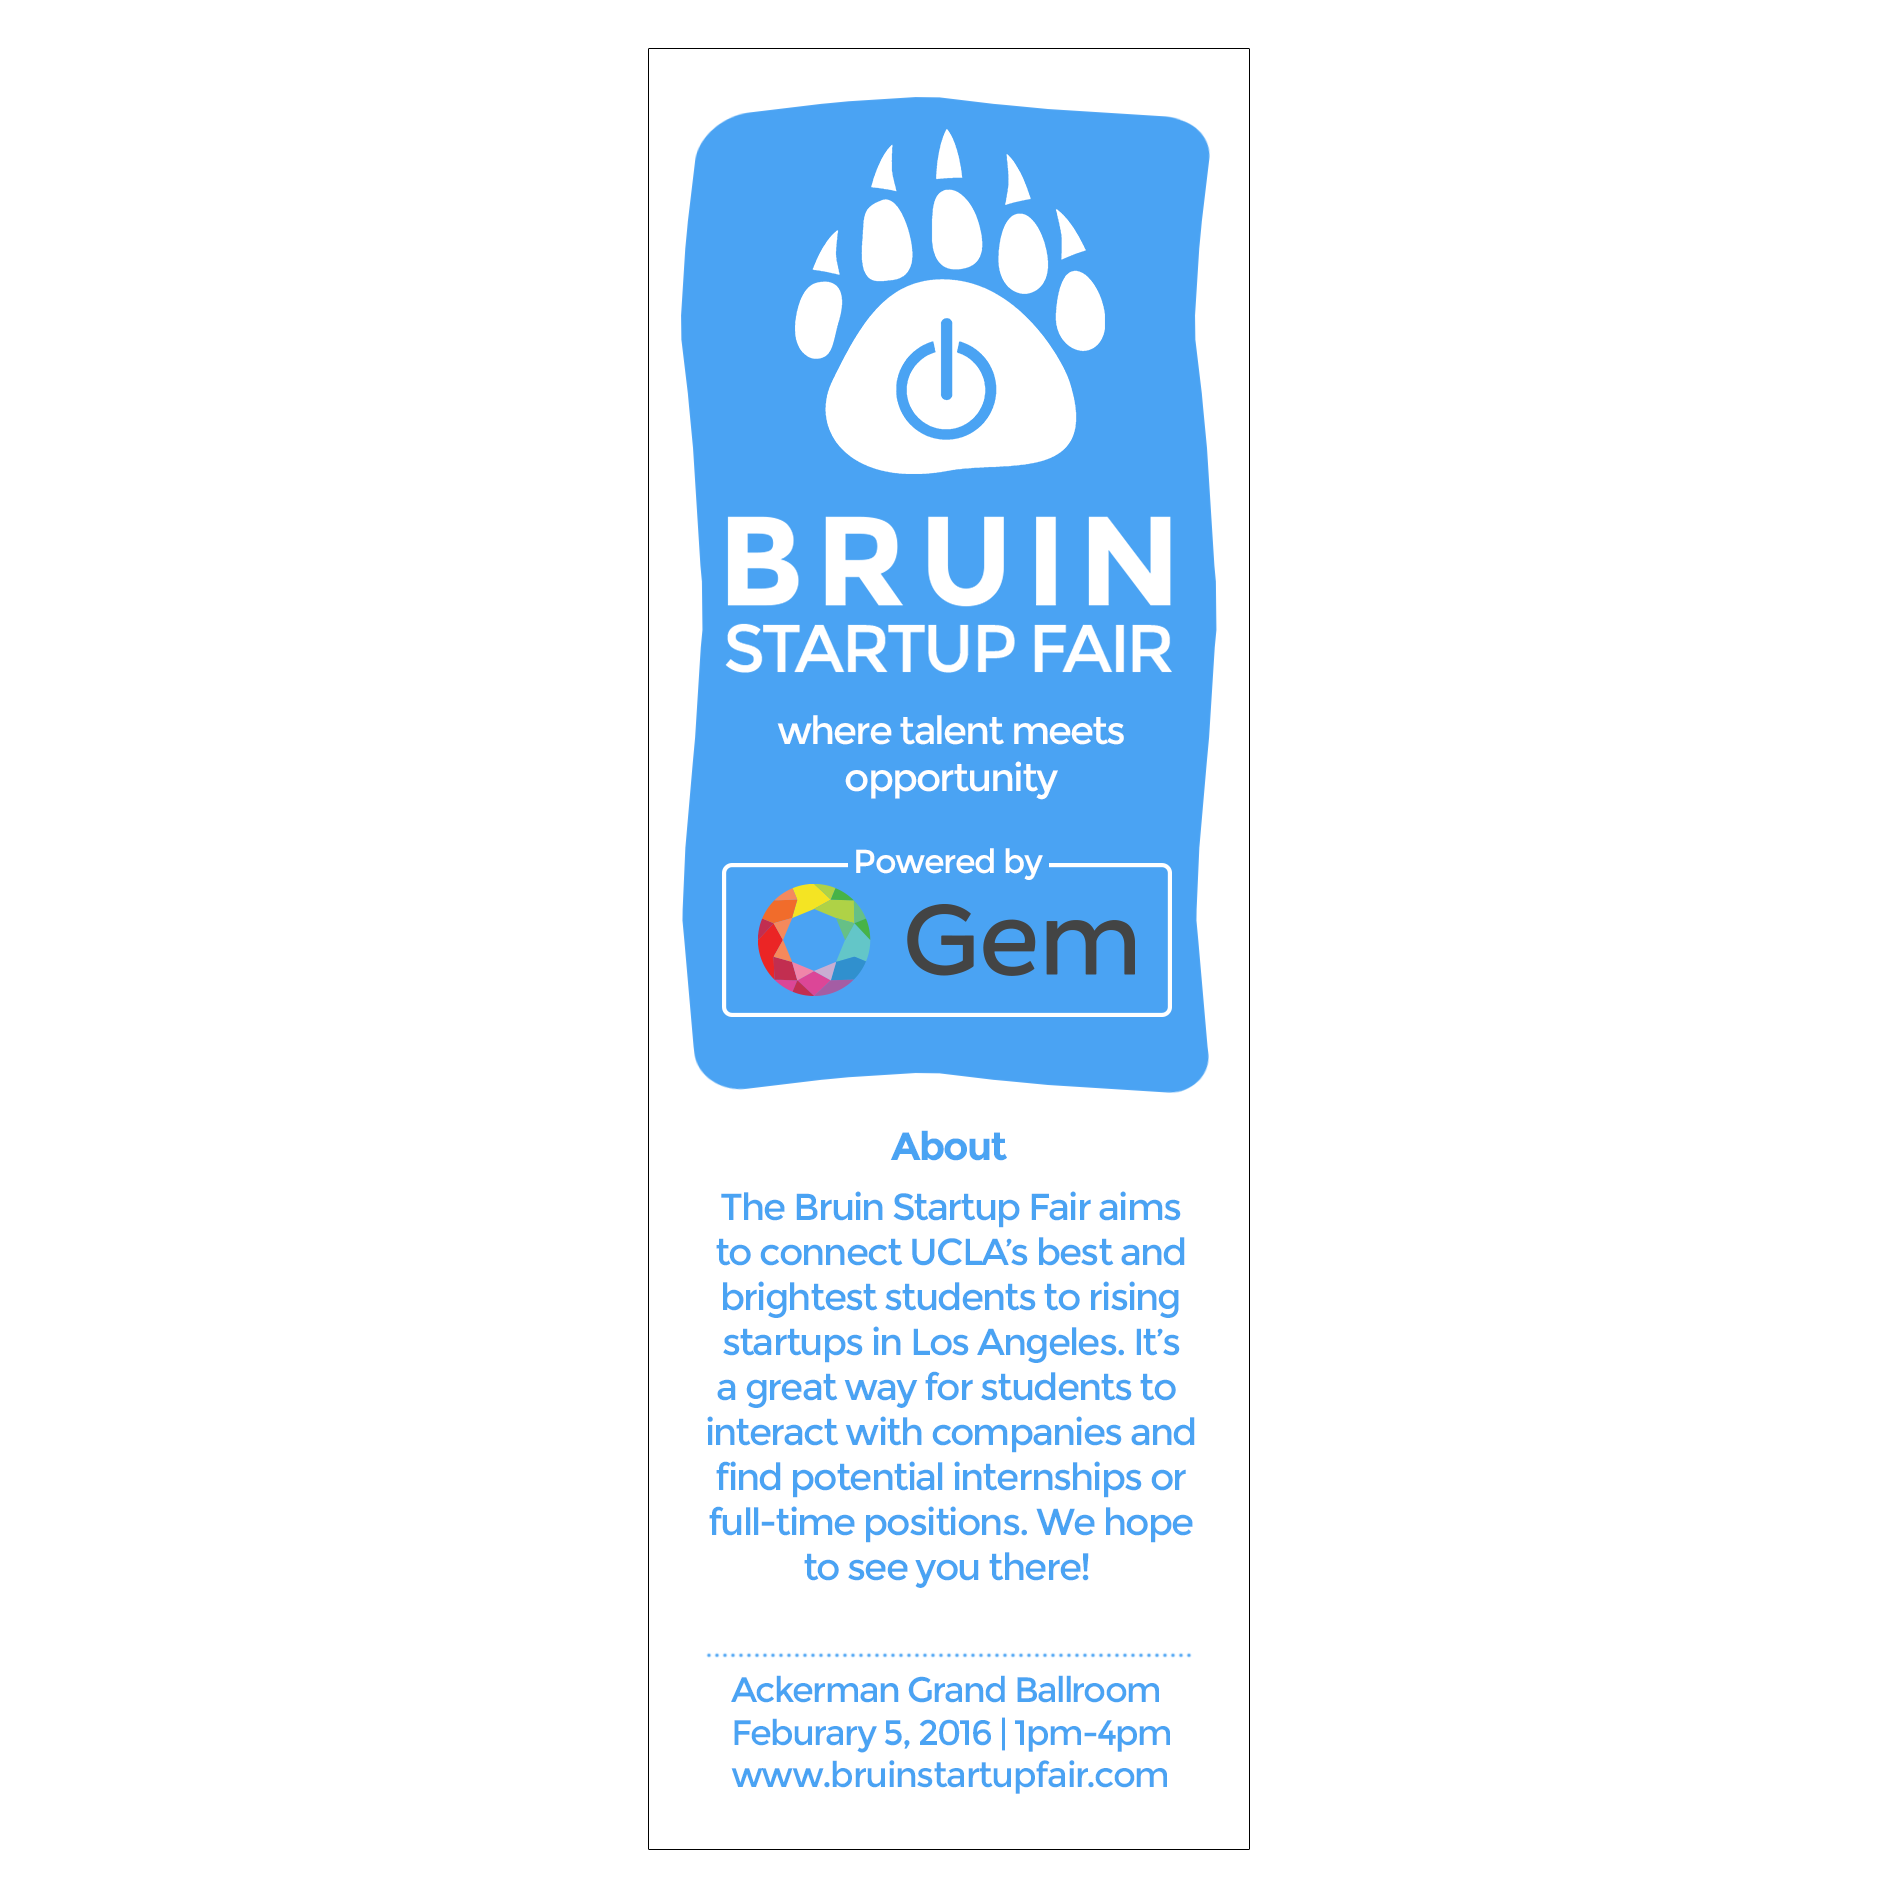 BRUIN
STARTUP FAIR
where talent meets
opportunity
Powered by
Gem
About
The Bruin Startup Fair aims
to connect UCLA’s best and
brightest students to rising
startups in Los Angeles. It’s
a great way for students to
interact with companies and
find potential internships or
full-time positions. We hope
to see you there!
Ackerman Grand Ballroom
Feburary 5, 2016 | 1pm-4pm
www.bruinstartupfair.com